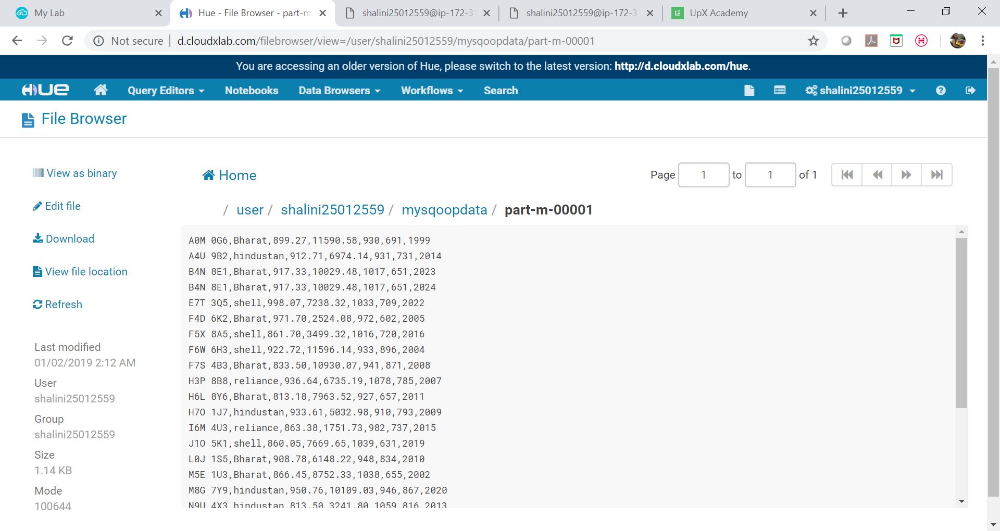 My Lab
Hue - File Browser - part-m
shalini25012559@ip-172-3
shalini25012559@ip-172-3
UpX Academy
Not secure
d.cloudxlab.com/filebrowser/view=/user/shalini25012559/mysqoopdata/part-m-00001
You are accessing an older version of Hue, please switch to the latest version: http://d.cloudxlab.com/hue.
HUE
Query Editors
Notebooks
Data Browsers
Workflows
Search
shalini25012559
File Browser
View as binary
Edit file
Download
View file location
Refresh
Last modified
01/02/2019 2:12 AM
User
shalini25012559
Group
shalini25012559
Size
1.14 KB
Mode
100644
Home
Page 1 to 1 of 1
/ user / shalini25012559 / mysqoopdata / part-m-00001
A0M 0G6,Bharat,899.27,11590.58,930,691,1999
A4U 9B2,hindustan,912.71,6974.14,931,731,2014
B4N 8E1,Bharat,917.33,10029.48,1017,651,2023
B4N 8E1,Bharat,917.33,10029.48,1017,651,2024
E7T 3Q5,shell,998.07,7238.32,1033,709,2022
F4D 6K2,Bharat,971.70,2524.08,972,602,2005
F5X 8A5,shell,861.70,3499.32,1016,720,2016
F6W 6H3,shell,922.72,11596.14,933,896,2004
F7S 4B3,Bharat,833.50,10930.07,941,871,2008
H3P 8B8,reliance,936.64,6735.19,1078,785,2007
H6L 8Y6,Bharat,813.18,7963.52,927,657,2011
H7O 1J7,hindustan,933.61,5032.98,910,793,2009
I6M 4U3,reliance,863.38,1751.73,982,737,2015
J1O 5K1,shell,860.05,7669.65,1039,631,2019
L0J 1S5,Bharat,908.78,6148.22,948,834,2010
M5E 1U3,Bharat,866.45,8752.33,1038,655,2002
M8G 7Y9,hindustan,950.76,10109.03,946,867,2020
N9U 4X3,hindustan,813.50,3241.80,1059,816,2013